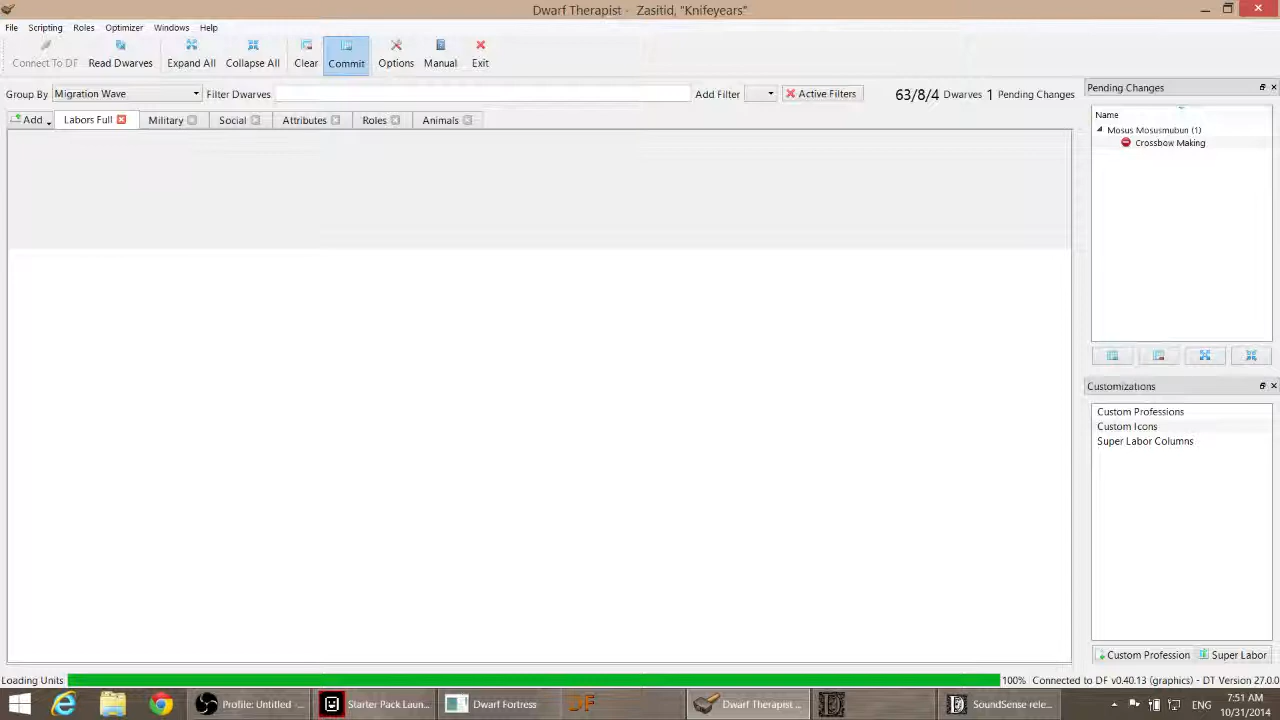 Dwarf Therapist - Zasitid, "Knifeyears"
File Scripting Roles Optimizer Windows Help
Connect To DF Read Dwarves Expand All Collapse All Clear Commit Options Manual Exit
Group By Migration Wave Filter Dwarves Add Filter Active Filters 63/8/4 Dwarves 1 Pending Changes
Add Labors Full Military Social Attributes Roles Animals
Pending Changes
Name
Mosus Mosusmubun (1)
Crossbow Making
Customizations
Custom Professions
Custom Icons
Super Labor Columns
Custom Profession Super Labor
Loading Units 100% Connected to DF v0.40.13 (graphics) - DT Version 27.0.0
Profile: Untitled -... Starter Pack Laun... Dwarf Fortress DF Dwarf Therapist ... SoundSense rele... ENG
7:51 AM
10/31/2014